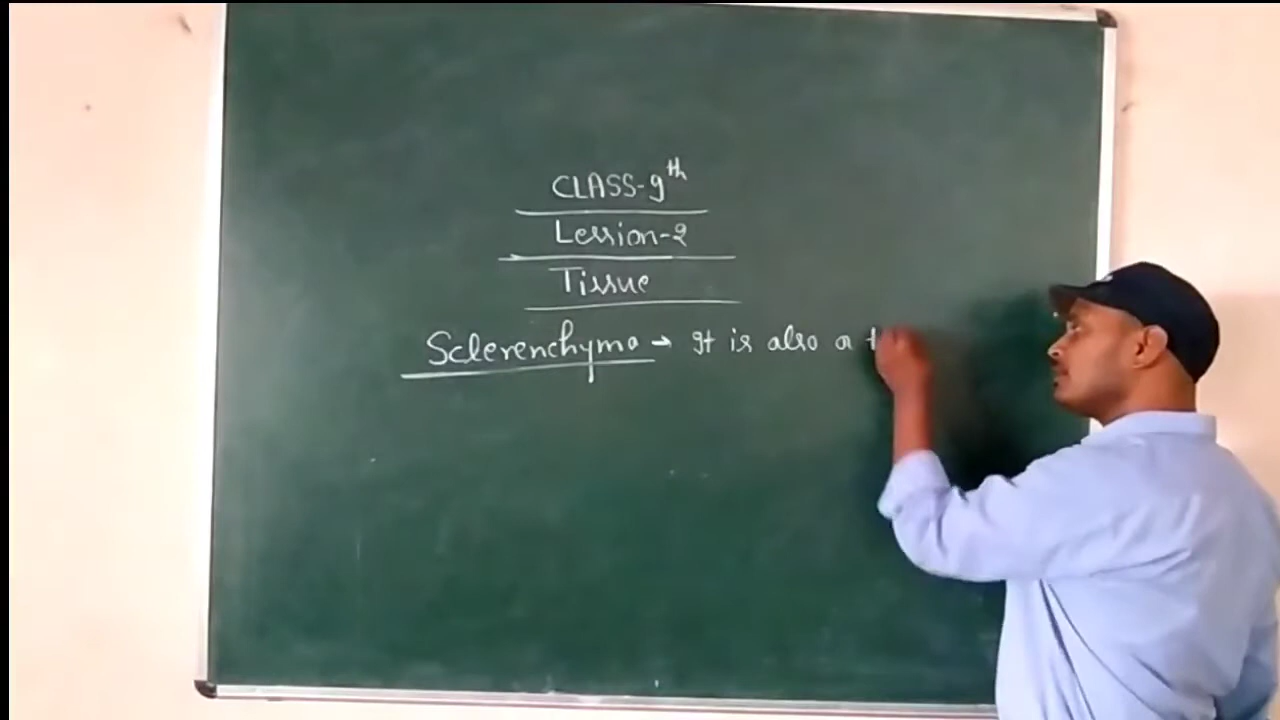 CLASS-9th
Lession-2
Tissue
Sclerenchyma → It is also a t